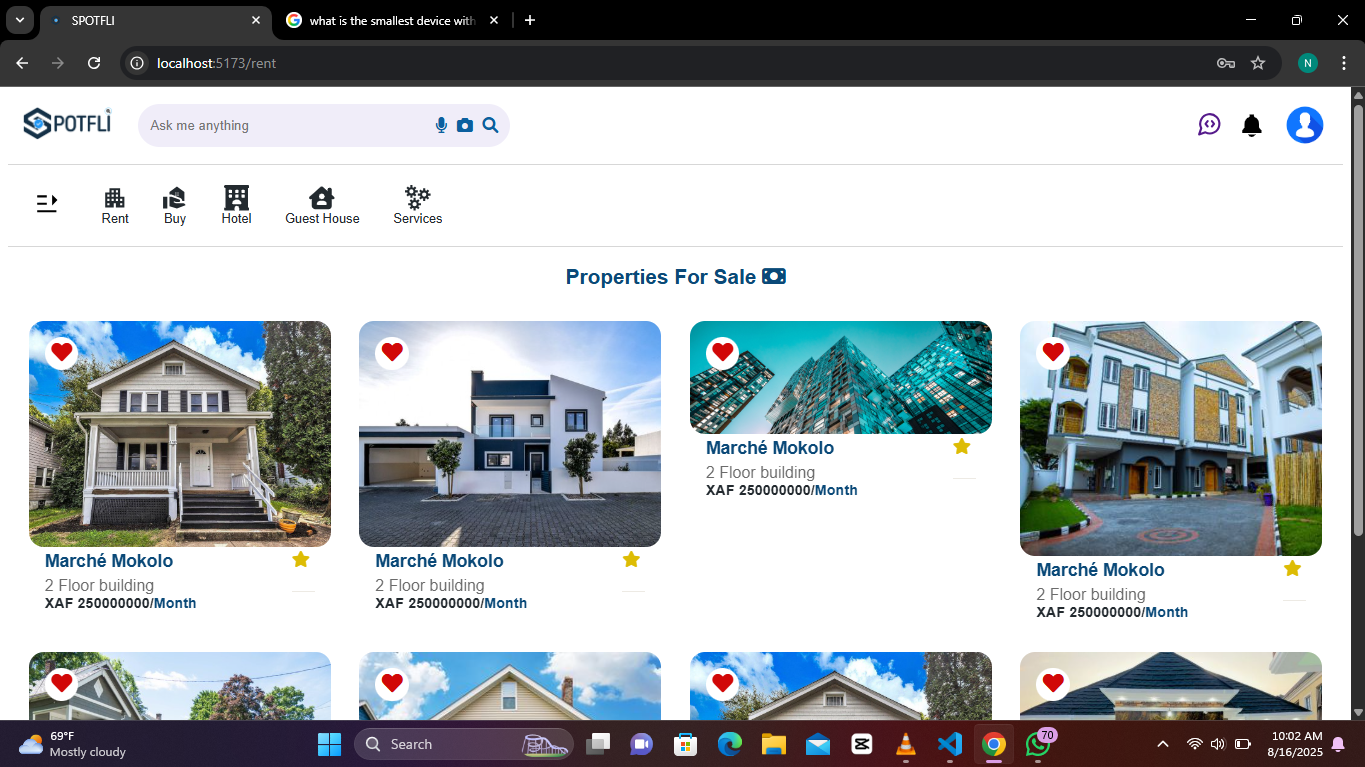 SPOTFLI
what is the smallest device with
localhost:5173/rent
N
SPOTFLI
Ask me anything
Rent
Buy
Hotel
Guest House
Services
Properties For Sale
Marché Mokolo
2 Floor building
XAF 250000000/Month
Marché Mokolo
2 Floor building
XAF 250000000/Month
Marché Mokolo
2 Floor building
XAF 250000000/Month
Marché Mokolo
2 Floor building
XAF 250000000/Month
69°F
Mostly cloudy
Search
70
10:02 AM
8/16/2025